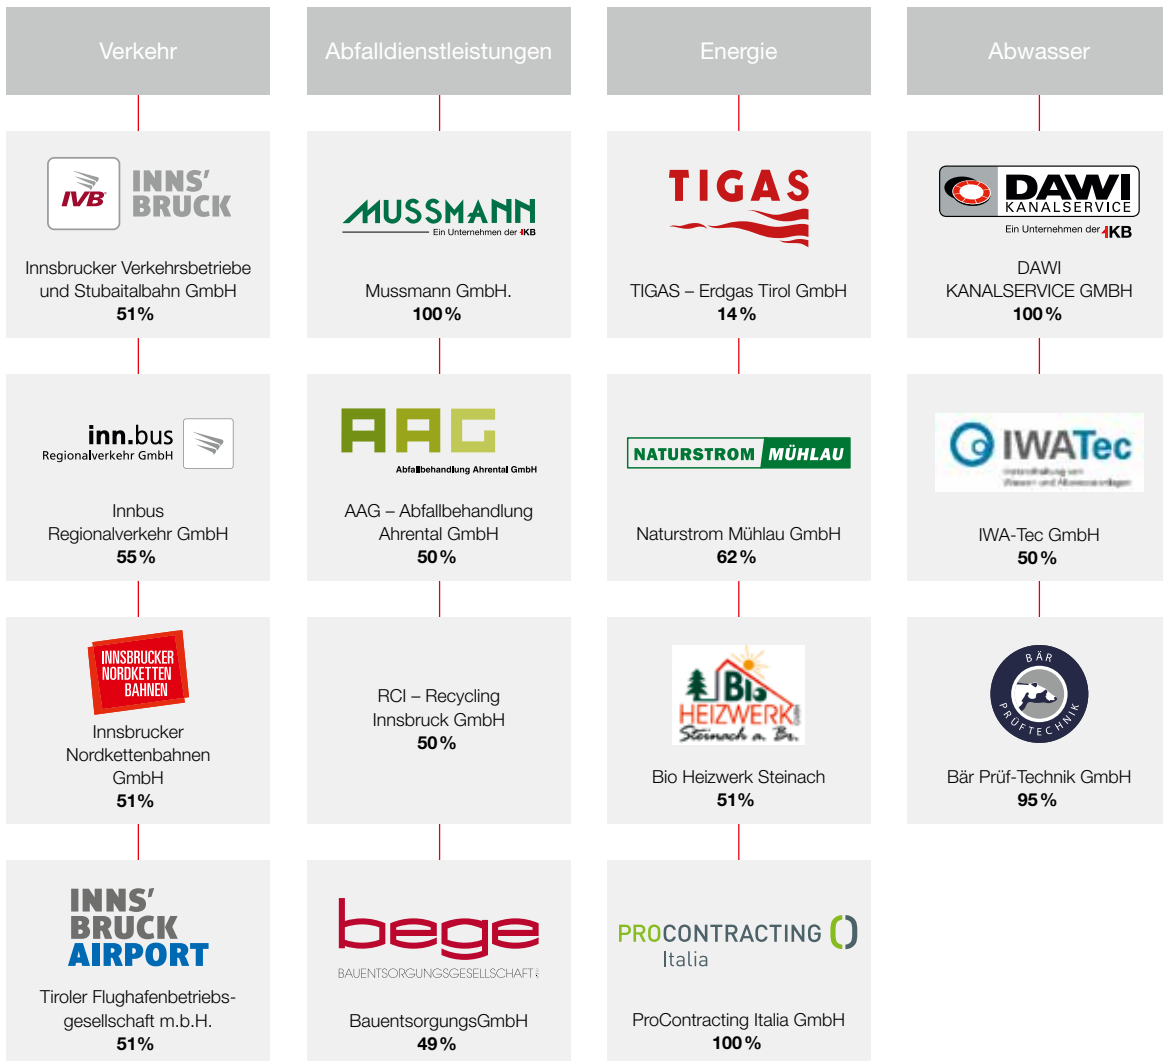 Verkehr
IVB
INNS'
BRUCK
Innsbrucker Verkehrsbetriebe
und Stubaitalbahn GmbH
51%
inn.bus
Regionalverkehr GmbH
Innbus
Regionalverkehr GmbH
55%
INNSBRUCKER
NORDKETTEN
BAHNEN
Innsbrucker
Nordkettenbahnen
GmbH
51%
INNS'
BRUCK
AIRPORT
Tiroler Flughafenbetriebs-
gesellschaft m.b.H.
51%
Abfalldienstleistungen
MUSSMANN
Ein Unternehmen der IKB
Mussmann GmbH.
100%
AAG
Abfallbehandlung Ahrental GmbH
AAG – Abfallbehandlung
Ahrental GmbH
50%
RCI – Recycling
Innsbruck GmbH
50%
bege
BAUENTSORGUNGSGESELLSCHAFT
BauentsorgungsGmbH
49%
Energie
TIGAS
TIGAS – Erdgas Tirol GmbH
14%
NATURSTROM MÜHLAU
Naturstrom Mühlau GmbH
62%
Bio
HEIZWERK
Steinach a. Br.
Bio Heizwerk Steinach
51%
PROCONTRACTING
Italia
ProContracting Italia GmbH
100%
Abwasser
DAWI
KANALSERVICE
Ein Unternehmen der IKB
DAWI
KANALSERVICE GMBH
100%
IWATec
Instandhaltung von
Wasser- und Abwasseranlagen
IWA-Tec GmbH
50%
BÄR
PRÜFTECHNIK
Bär Prüf-Technik GmbH
95%